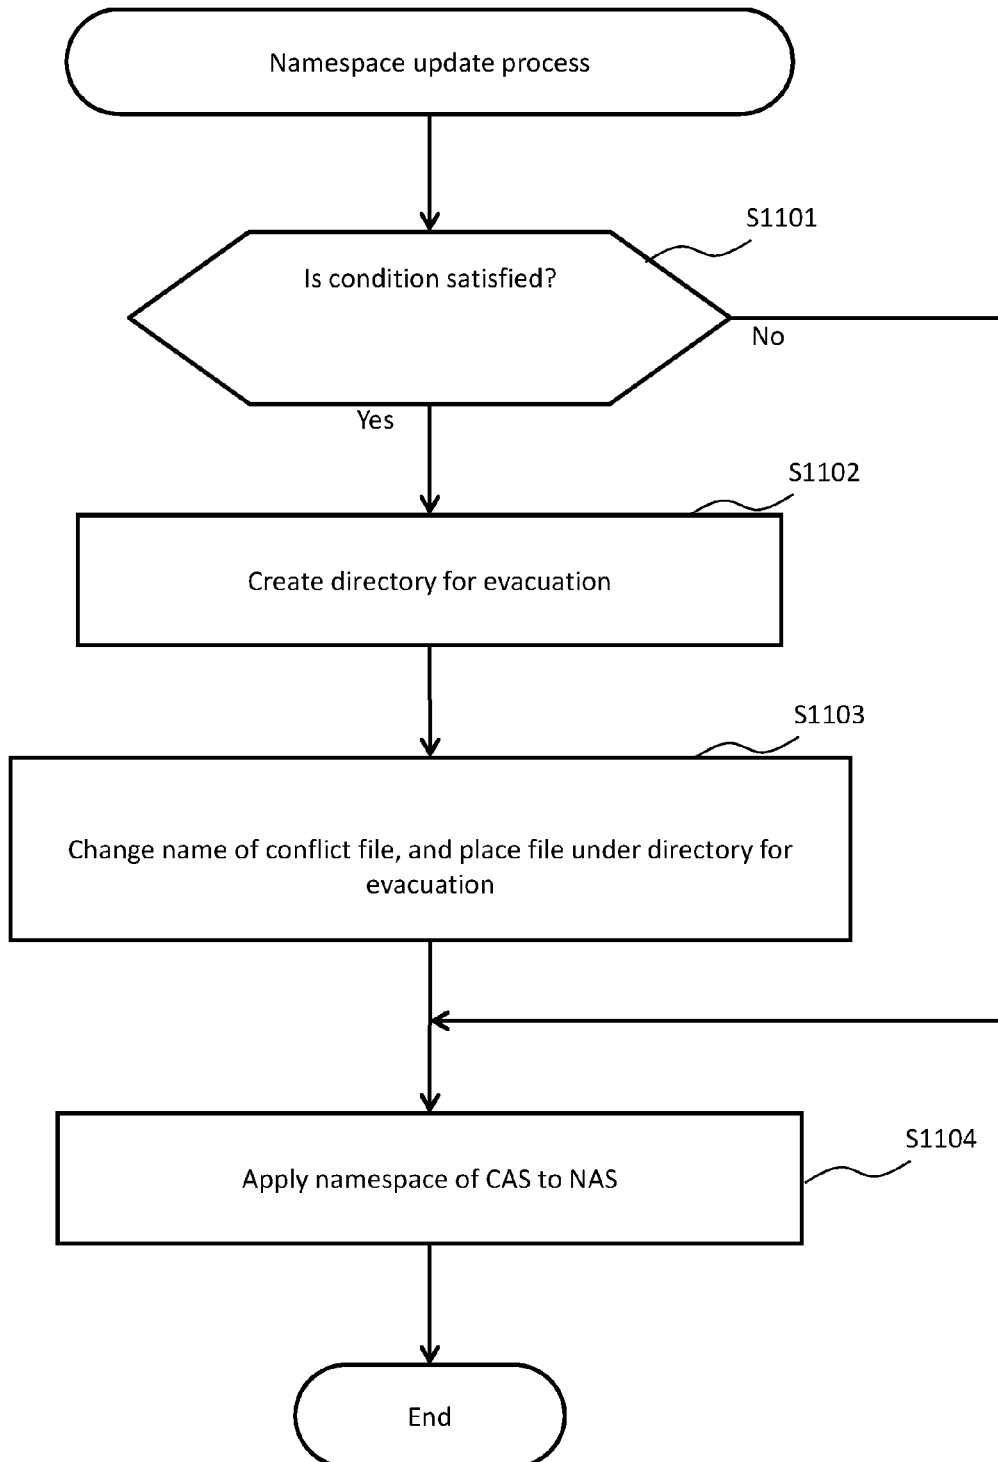 Namespace update process
S1101
Is condition satisfied?
No
Yes
S1102
Create directory for evacuation
S1103
Change name of conflict file, and place file under directory for
evacuation
S1104
Apply namespace of CAS to NAS
End